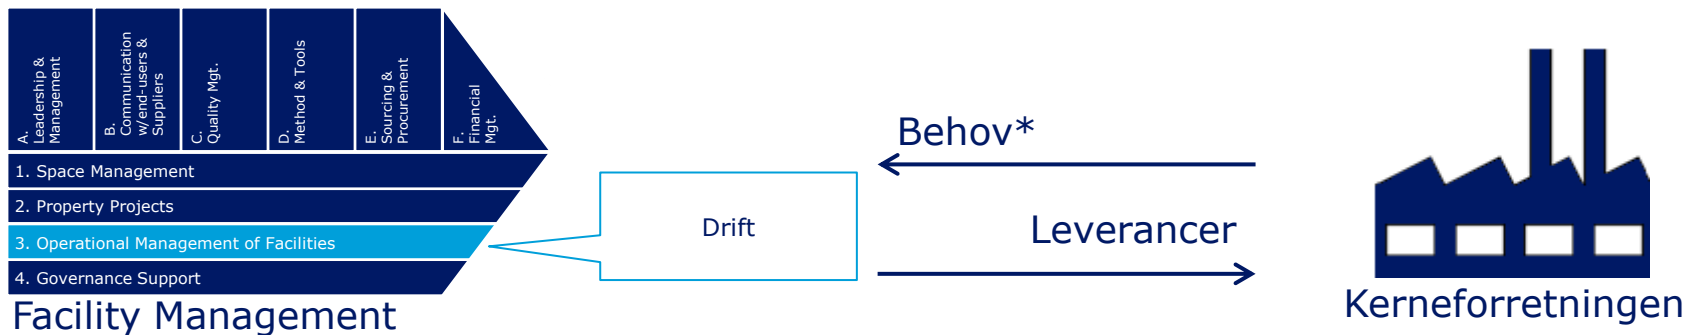 A.
Leadership &
Management
B.
Communication
w/end-users &
Suppliers
C.
Quality Mgt.
D.
Method & Tools
E.
Sourcing &
Procurement
F.
Financial
Mgt.
1. Space Management
2. Property Projects
3. Operational Management of Facilities
4. Governance Support
Facility Management
Drift
Behov*
Leverancer
Kerneforretningen